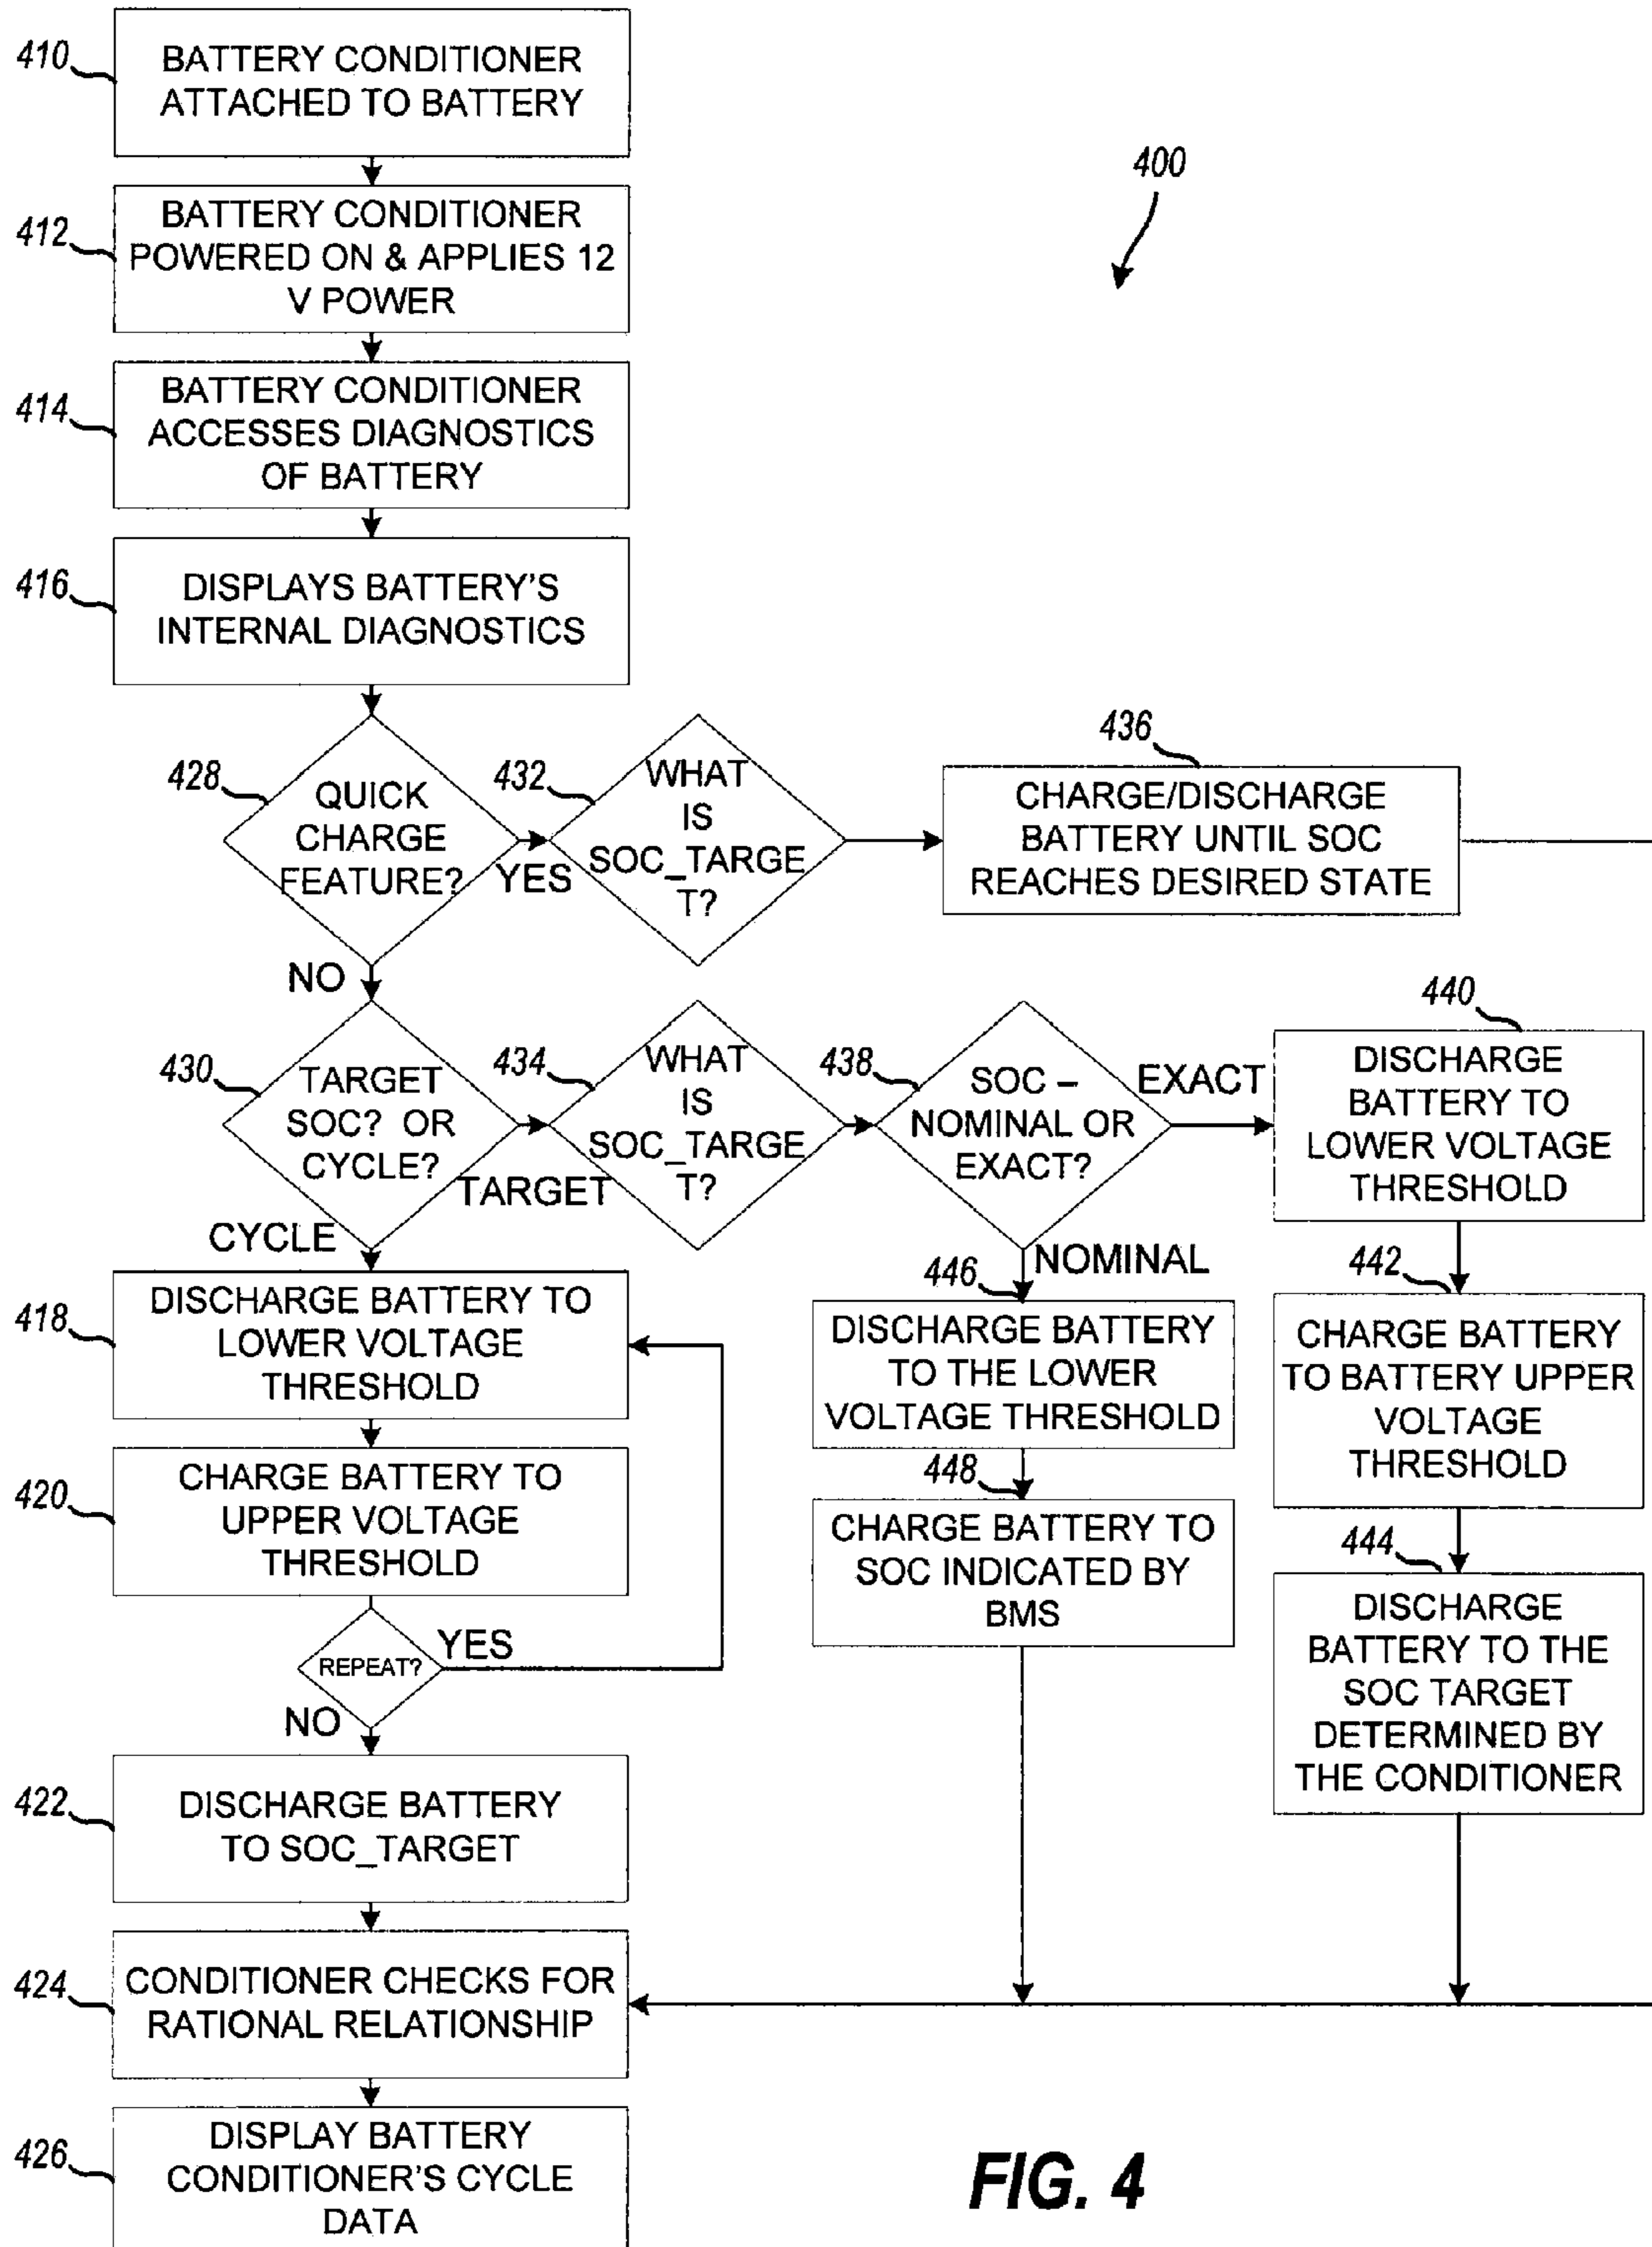 410
BATTERY CONDITIONER
ATTACHED TO BATTERY
400
412
BATTERY CONDITIONER
POWERED ON & APPLIES 12
V POWER
414
BATTERY CONDITIONER
ACCESSES DIAGNOSTICS
OF BATTERY
416
DISPLAYS BATTERY'S
INTERNAL DIAGNOSTICS
428
QUICK
CHARGE
FEATURE?
YES
NO
432
WHAT
IS
SOC_TARGE
T?
436
CHARGE/DISCHARGE
BATTERY UNTIL SOC
REACHES DESIRED STATE
430
TARGET
SOC? OR
CYCLE?
TARGET
CYCLE
434
WHAT
IS
SOC_TARGE
T?
438
SOC –
NOMINAL OR
EXACT?
EXACT
NOMINAL
440
DISCHARGE
BATTERY TO
LOWER VOLTAGE
THRESHOLD
442
CHARGE BATTERY
TO BATTERY UPPER
VOLTAGE
THRESHOLD
444
DISCHARGE
BATTERY TO THE
SOC TARGET
DETERMINED BY
THE CONDITIONER
446
DISCHARGE BATTERY
TO THE LOWER
VOLTAGE THRESHOLD
448
CHARGE BATTERY TO
SOC INDICATED BY
BMS
418
DISCHARGE BATTERY TO
LOWER VOLTAGE
THRESHOLD
420
CHARGE BATTERY TO
UPPER VOLTAGE
THRESHOLD
REPEAT?
YES
NO
422
DISCHARGE BATTERY
TO SOC_TARGET
424
CONDITIONER CHECKS FOR
RATIONAL RELATIONSHIP
426
DISPLAY BATTERY
CONDITIONER'S CYCLE
DATA
FIG. 4